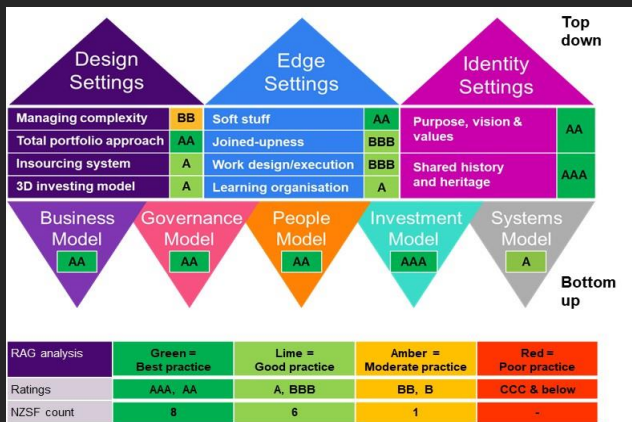 Top
down
Design
Settings
Edge
Settings
Identity
Settings
Managing complexity BB
Total portfolio approach AA
Insourcing system A
3D investing model A
Soft stuff AA
Joined-upness BBB
Work design/execution BBB
Learning organisation A
Purpose, vision &
values AA
Shared history
and heritage AAA
Business
Model
AA
Governance
Model
AA
People
Model
AA
Investment
Model
AAA
Systems
Model
A
Bottom
up
RAG analysis Green = Lime = Amber = Red =
Best practice Good practice Moderate practice Poor practice
Ratings AAA, AA A, BBB BB, B CCC & below
NZSF count 8 6 1 -